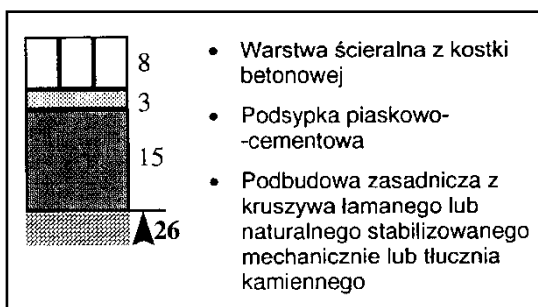 8
3
15
26
• Warstwa ścieralna z kostki
betonowej
• Podsypka piaskowo-
-cementowa
• Podbudowa zasadnicza z
kruszywa łamanego lub
naturalnego stabilizowanego
mechanicznie lub tłucznia
kamiennego